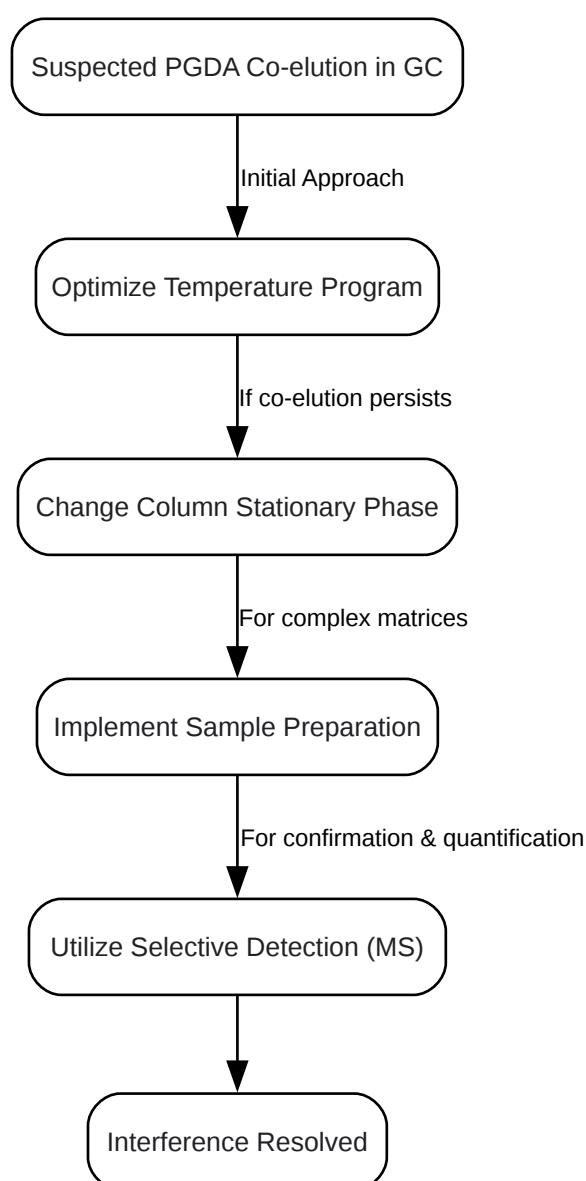 Suspected PGDA Co-elution in GC
Initial Approach
Optimize Temperature Program
If co-elution persists
Change Column Stationary Phase
For complex matrices
Implement Sample Preparation
For confirmation & quantification
Utilize Selective Detection (MS)
Interference Resolved